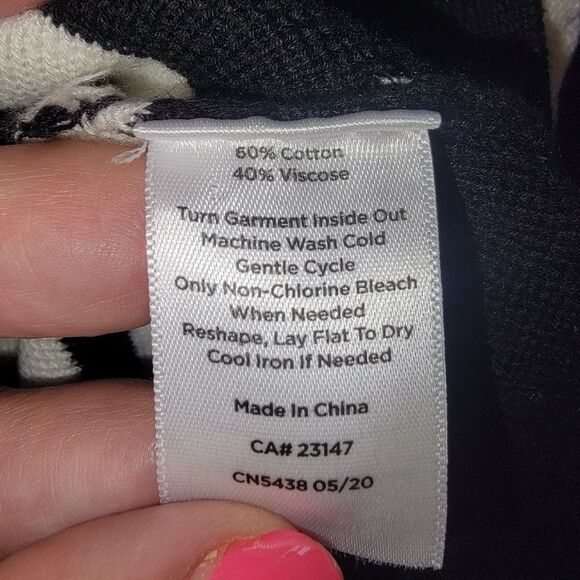 60% Cotton
40% Viscose
Turn Garment Inside Out
Machine Wash Cold
Gentle Cycle
Only Non-Chlorine Bleach
When Needed
Reshape, Lay Flat To Dry
Cool Iron If Needed
Made In China
CA# 23147
CN5438 05/20